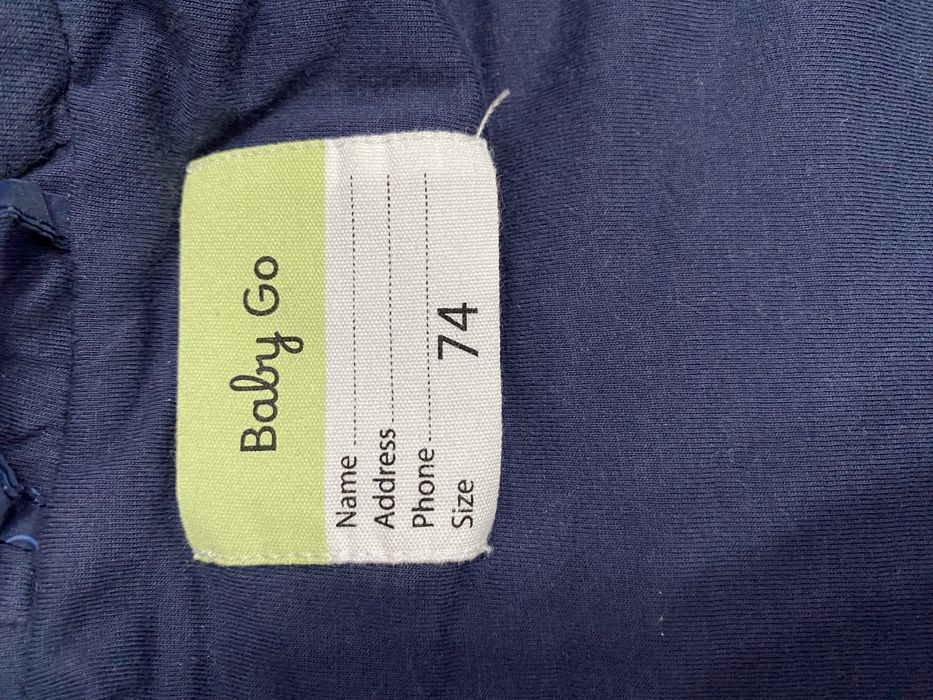 Baby Go
Name
Address
Phone
Size 74